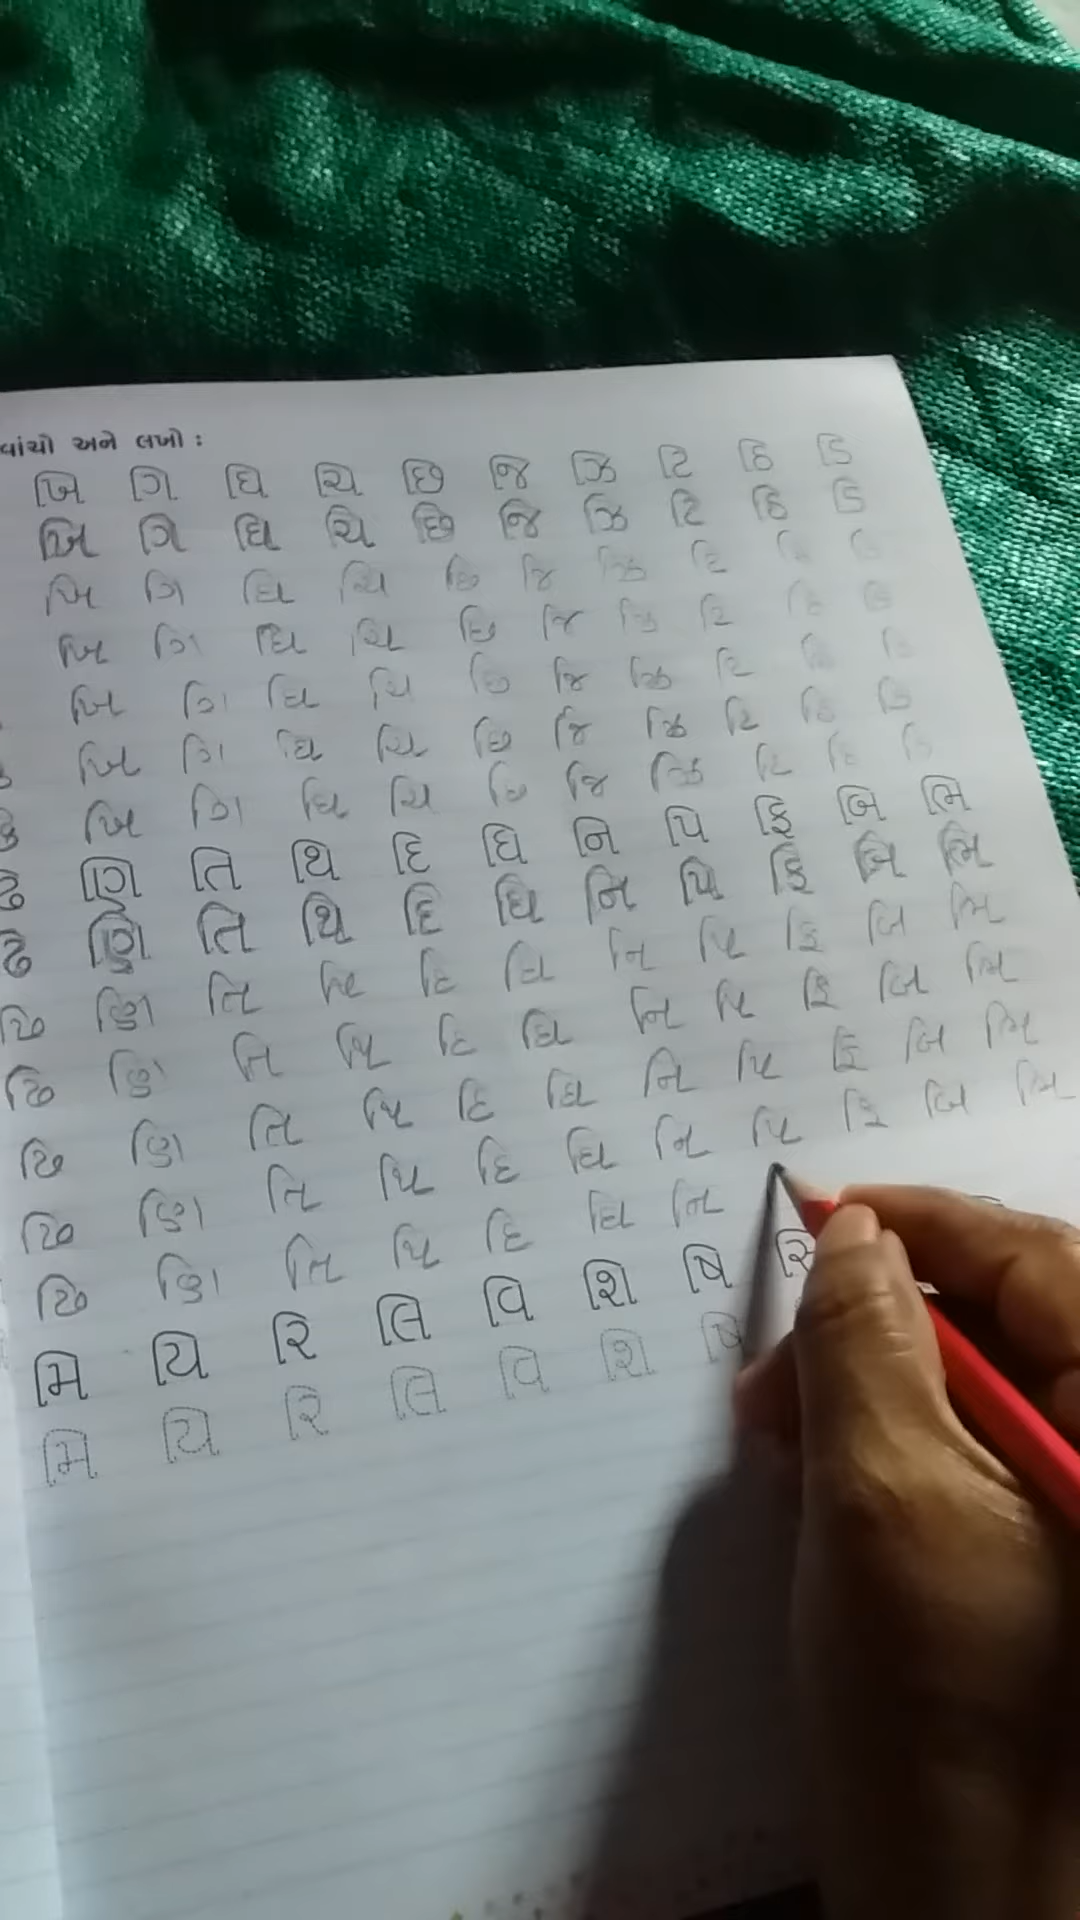 વાંચો અને લખો :
ખિ ગિ ઘિ ચિ છિ જિ ઝિ ટિ ઠિ ડિ
ખિ ગિ ઘિ ચિ છિ જિ ઝિ ટિ ઠિ ડિ
ખિ ગિ ઘિ ચિ છિ જિ ઝિ ટિ ઠિ ડિ
ખિ ગિ ઘિ ચિ છિ જિ ઝિ ટિ ઠિ ડિ
ખિ ગિ ઘિ ચિ છિ જિ ઝિ ટિ ઠિ ડિ
ખિ ગિ ઘિ ચિ છિ જિ ઝિ ટિ ઠિ ડિ
ખિ ગિ ઘિ ચિ છિ જિ ઝિ ટિ ઠિ ડિ
ણિ તિ થિ દિ ધિ નિ પિ ફિ બિ ભિ
ણિ તિ થિ દિ ધિ નિ પિ ફિ બિ ભિ
ઢિ ણિ તિ થિ દિ ધિ નિ પિ ફિ બિ ભિ
ઢિ ણિ તિ થિ દિ ધિ નિ પિ ફિ બિ ભિ
ઢિ ણિ તિ થિ દિ ધિ નિ પિ ફિ બિ ભિ
ઢિ ણિ તિ થિ દિ ધિ નિ પિ ફિ બિ ભિ
ઢિ ણિ તિ થિ દિ ધિ નિ
મિ યિ રિ લિ વિ શિ ષિ સિ
મિ યિ રિ લિ વિ શિ ષિ